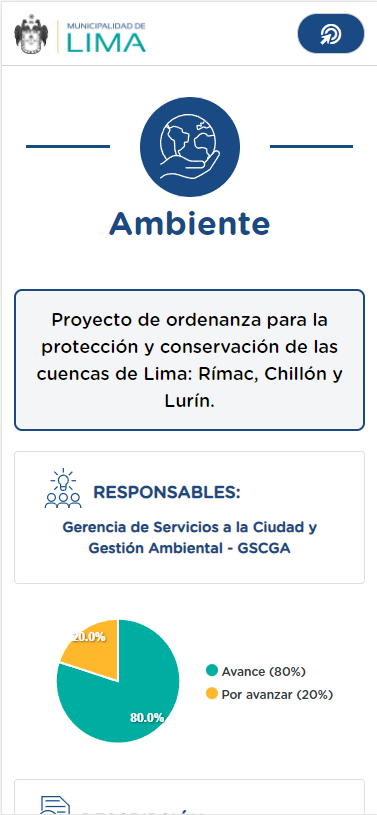 MUNICIPALIDAD DE
LIMA
Ambiente
Proyecto de ordenanza para la
protección y conservación de las
cuencas de Lima: Rímac, Chillón y
Lurín.
RESPONSABLES:
Gerencia de Servicios a la Ciudad y
Gestión Ambiental - GSCGA
20.0%
80.0%
Avance (80%)
Por avanzar (20%)